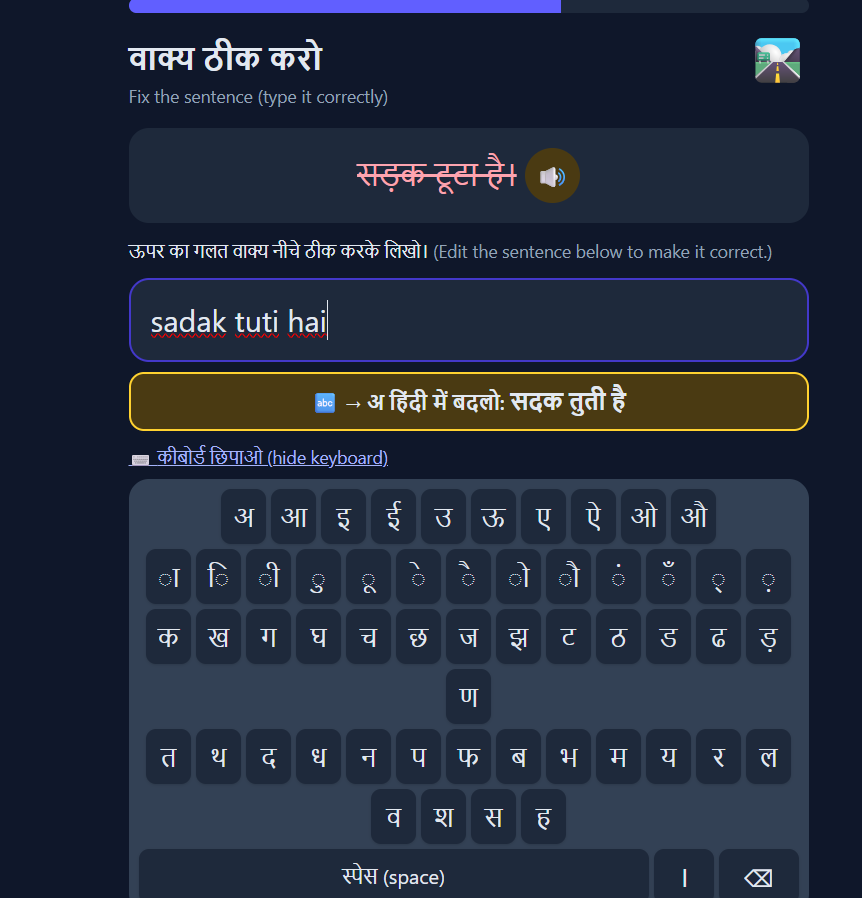 वाक्य ठीक करो
Fix the sentence (type it correctly)
सड़क टूटा है।
ऊपर का गलत वाक्य नीचे ठीक करके लिखो। (Edit the sentence below to make it correct.)
sadak tuti hai
abc → अ हिंदी में बदलो: सदक तुती है
कीबोर्ड छिपाओ (hide keyboard)
अ आ इ ई उ ऊ ए ऐ ओ औ
ा ि ी ु ू े ै ो ौ ं ँ ् ़
क ख ग घ च छ ज झ ट ठ ड ढ ड़
ण
त थ द ध न प फ ब भ म य र ल
व श स ह
स्पेस (space) ।